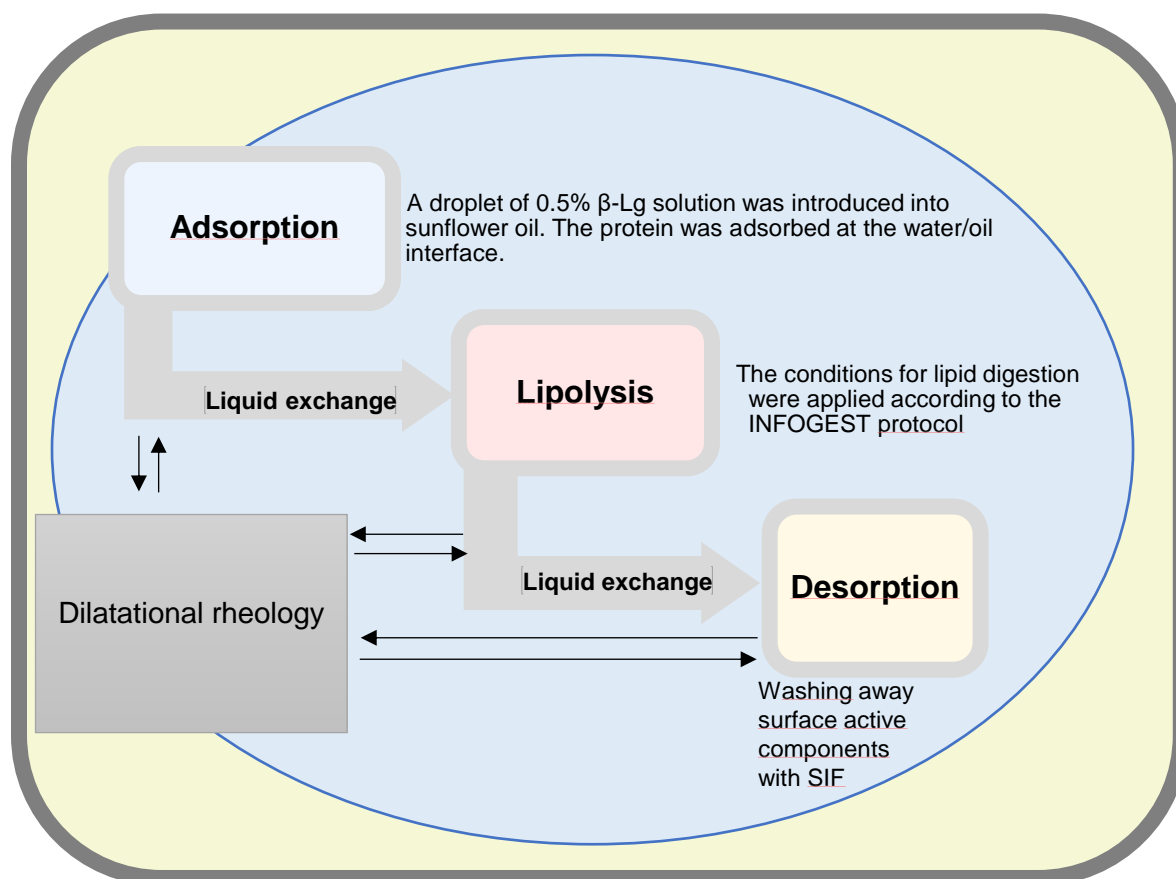 Adsorption
A droplet of 0.5% β-Lg solution was introduced into
sunflower oil. The protein was adsorbed at the water/oil
interface.
Liquid exchange
Lipolysis
The conditions for lipid digestion
were applied according to the
INFOGEST protocol
Dilatational rheology
Liquid exchange
Desorption
Washing away
surface active
components
with SIF